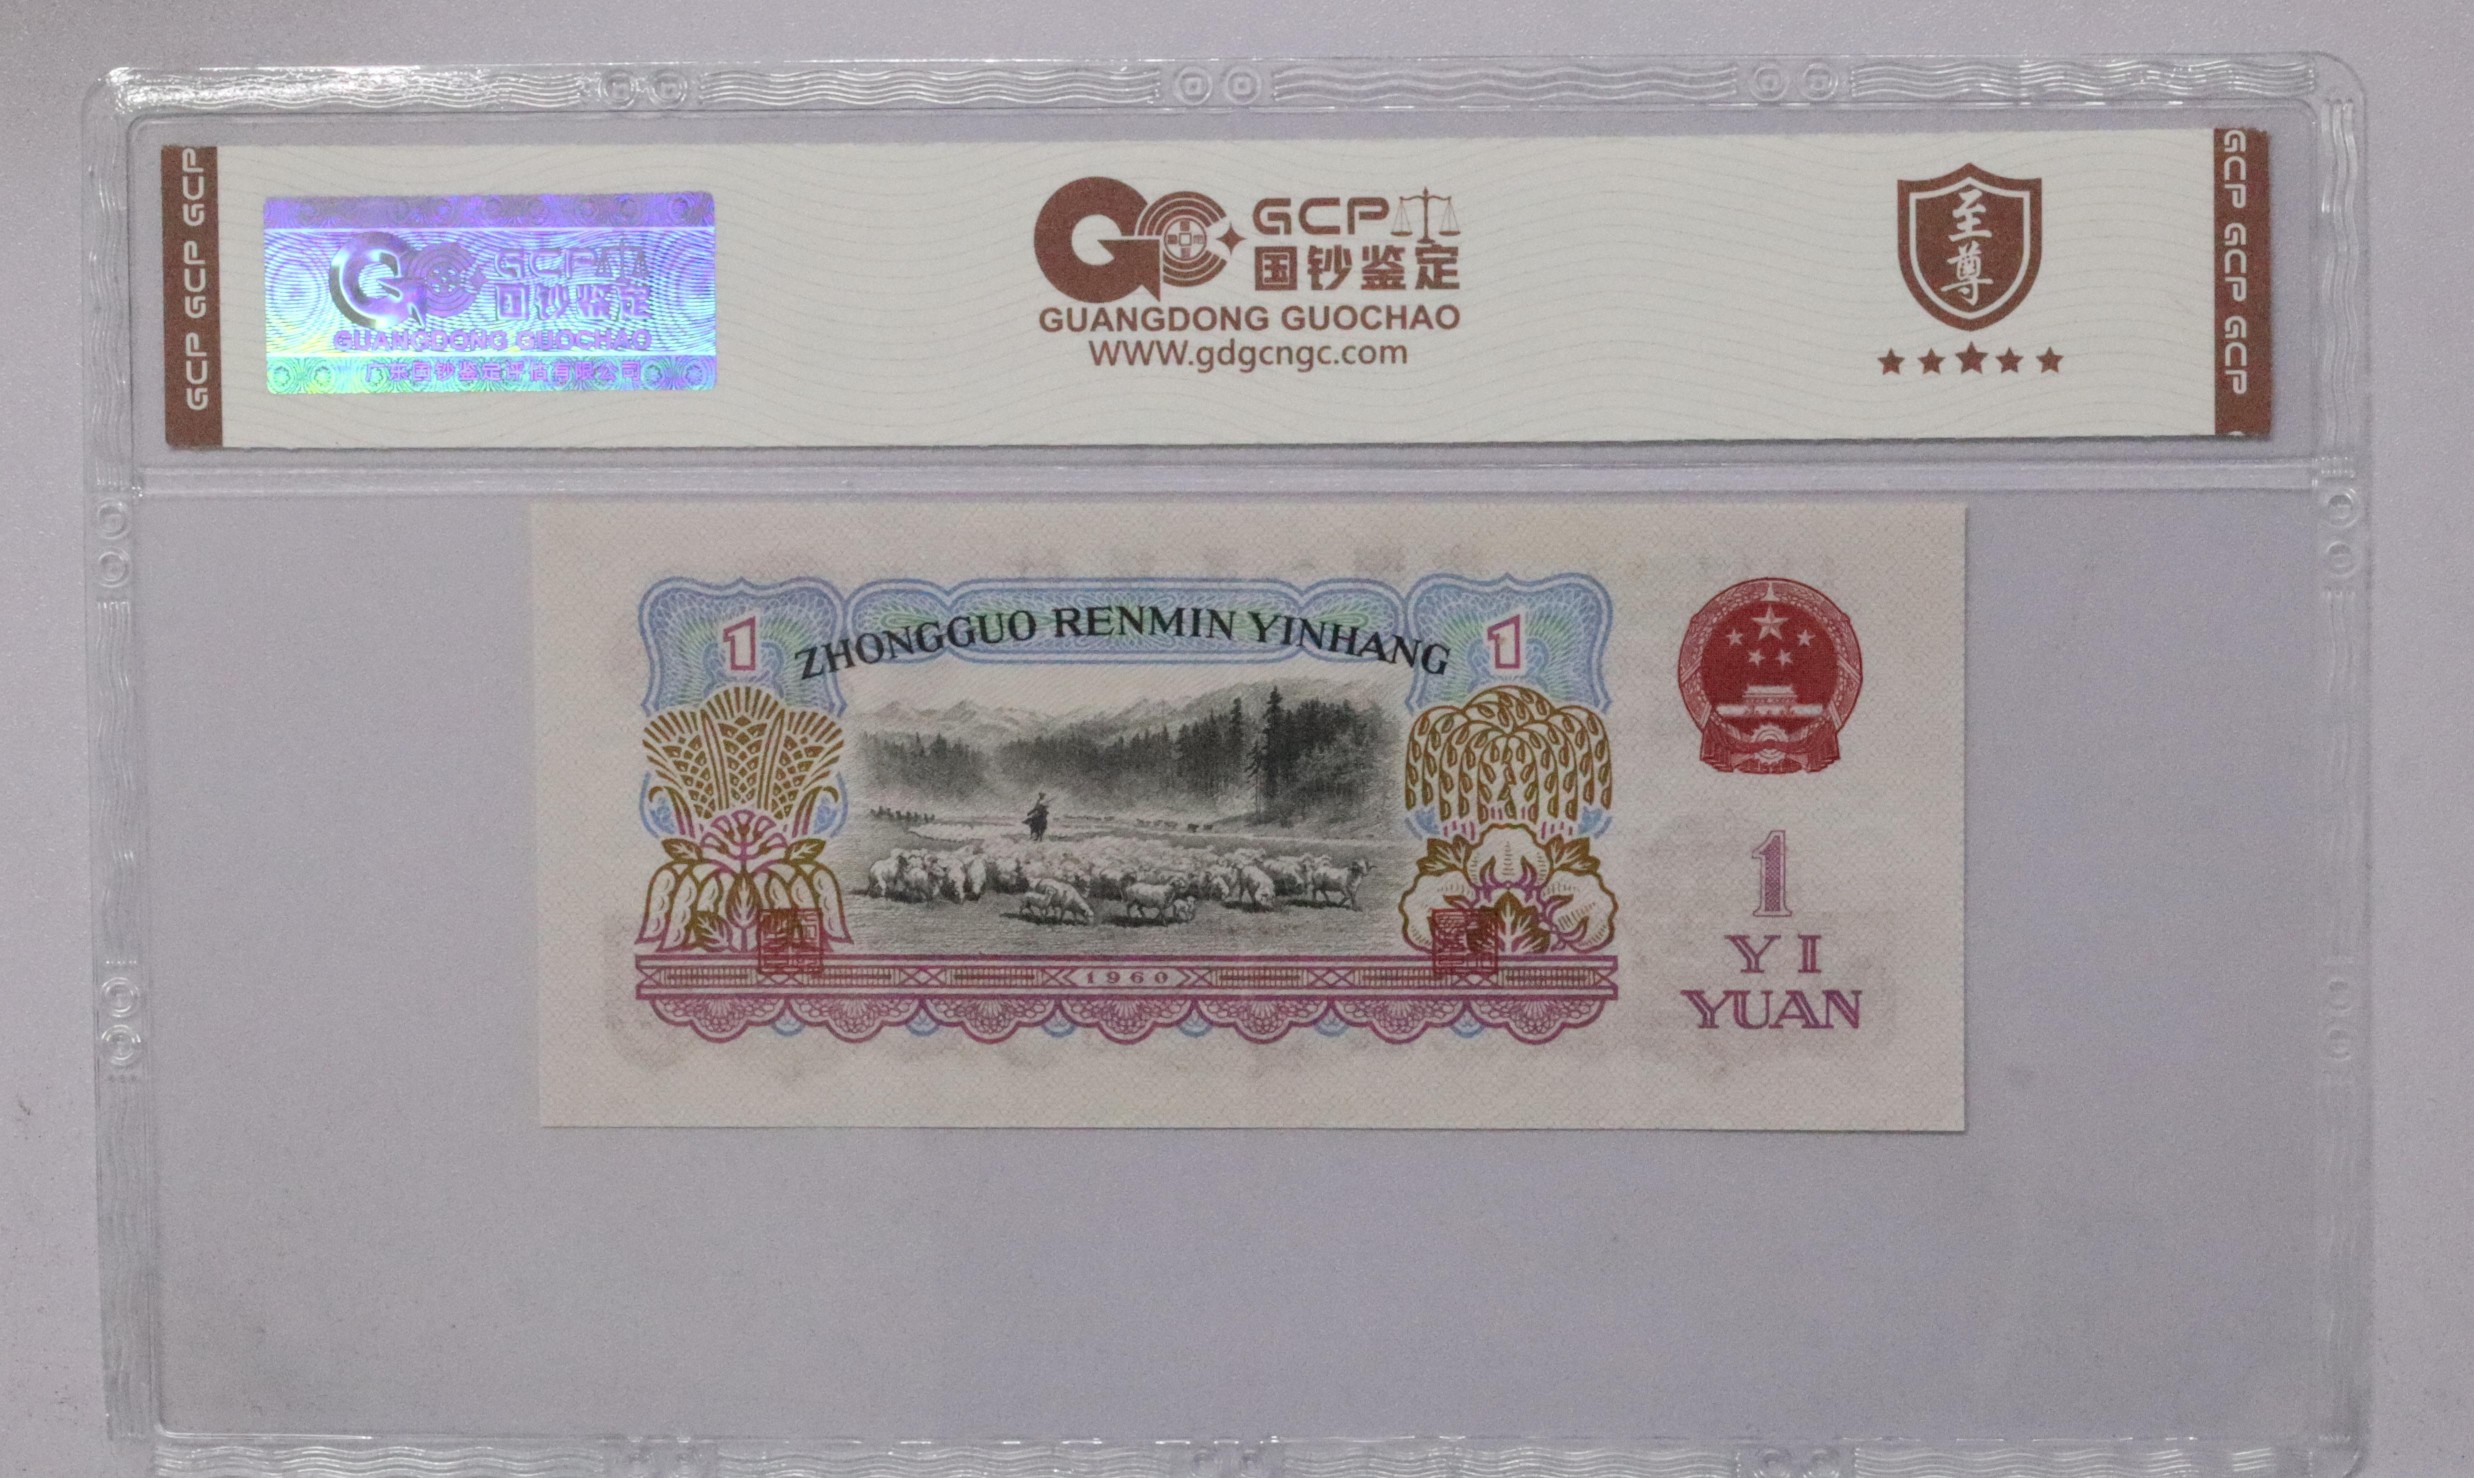 GCP GCP GCP
GCP
国钞鉴定
GUANGDONG GUOCHAO
广东国钞鉴定评估有限公司
GCP
国钞鉴定
GUANGDONG GUOCHAO
WWW.gdgcngc.com
至尊
GCP GCP GCP
1
ZHONGGUO RENMIN YINHANG
1
1960
1
YI
YUAN